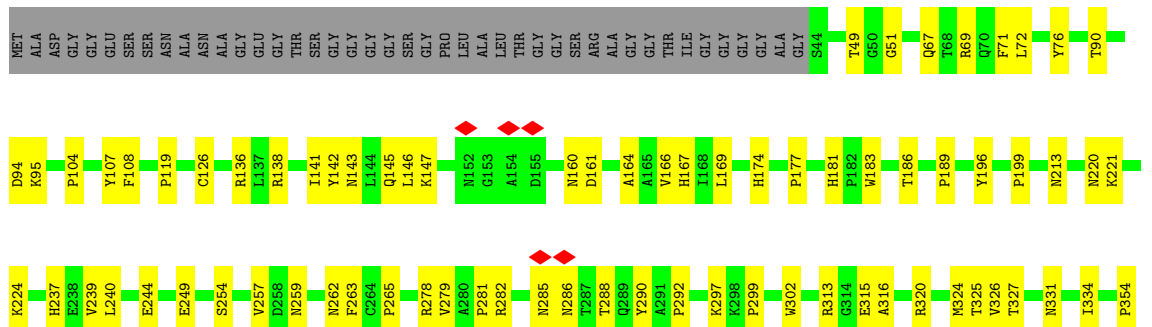 MET ALA ASP GLY GLY GLU SER SER ASN ALA ASN ALA GLY GLU GLY THR SER GLY GLY GLY GLY SER GLY PRO LEU ALA LEU THR GLY GLY SER ARG ALA GLY GLY THR ILE GLY GLY GLY GLY ALA GLY S44 T49 G50 G51 Q67 T68 R69 Q70 F71 L72 Y76 T90
D94 K95 P104 Y107 F108 P119 C126 R136 L137 R138 I141 Y142 N143 L144 Q145 L146 K147 N152 G153 A154 D155 N160 D161 A164 A165 V166 H167 I168 L169 H174 P177 H181 P182 W183 T186 P189 Y196 P199 N213 N220 K221
K224 H237 E238 V239 L240 E244 E249 S254 V257 D258 N259 N262 F263 C264 P265 R278 V279 A280 P281 R282 N285 N286 T287 T288 Q289 Y290 A291 P292 K297 K298 P299 W302 R313 G314 E315 A316 R320 M324 T325 V326 T327 N331 I334 P354